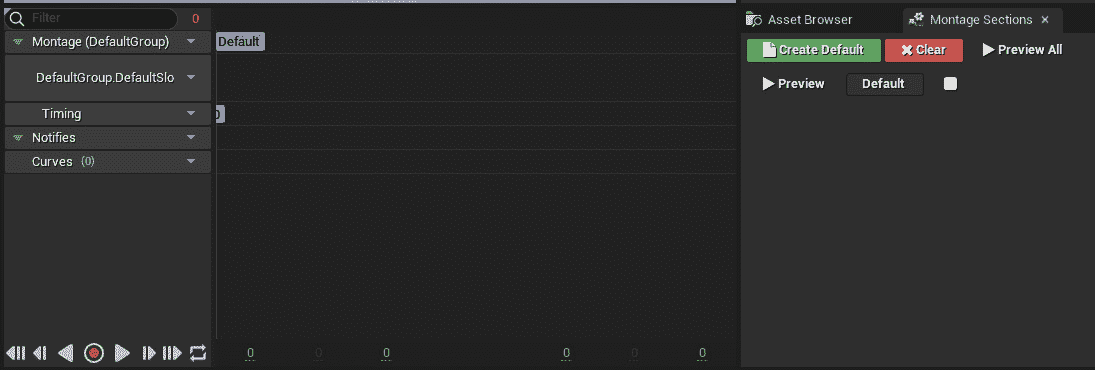 Filter 0
Montage (DefaultGroup)
DefaultGroup.DefaultSlo
Timing
Notifies
Curves (0)
Default
0
0 0 0 0 0 0
Asset Browser Montage Sections
Create Default Clear Preview All
Preview Default